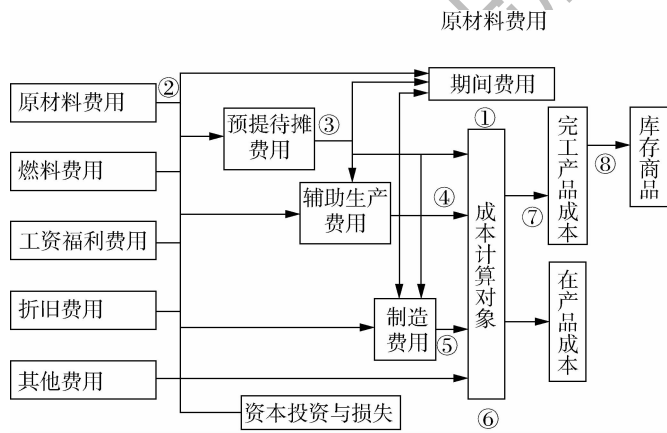 原材料费用
期间费用
②
原材料费用
预提待摊
费用
③
①
完工产品成本
⑧
库存商品
燃料费用
辅助生产
费用
④
成本计算对象
⑦
工资福利费用
折旧费用
制造
费用
⑤
在产品成本
其他费用
资本投资与损失
⑥